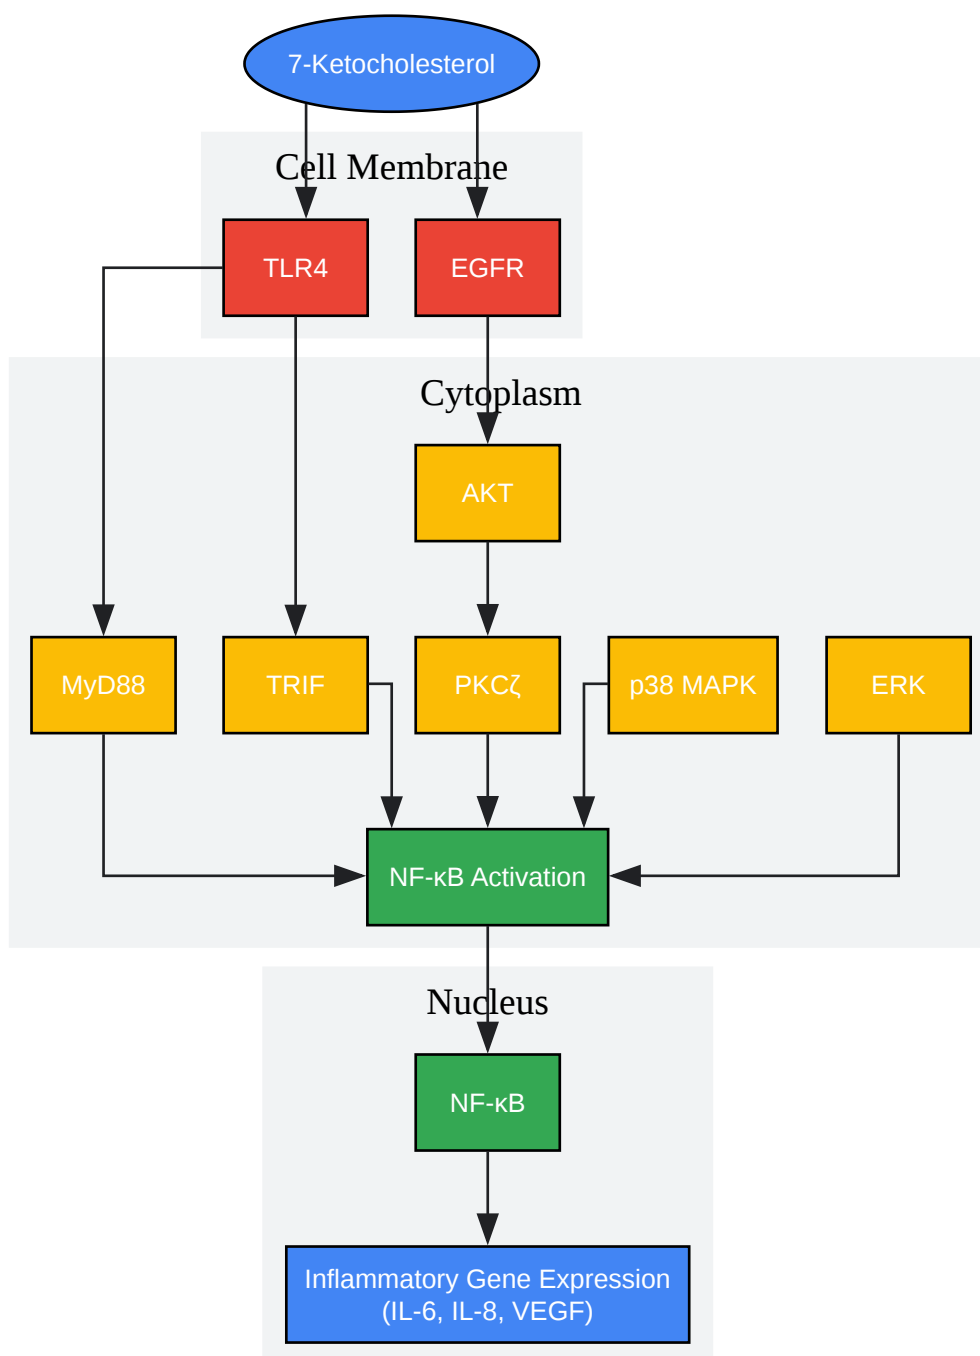 7-Ketocholesterol
Cell Membrane
TLR4
EGFR
Cytoplasm
AKT
MyD88
TRIF
PKCζ
p38 MAPK
ERK
NF-κB Activation
Nucleus
NF-κB
Inflammatory Gene Expression
(IL-6, IL-8, VEGF)